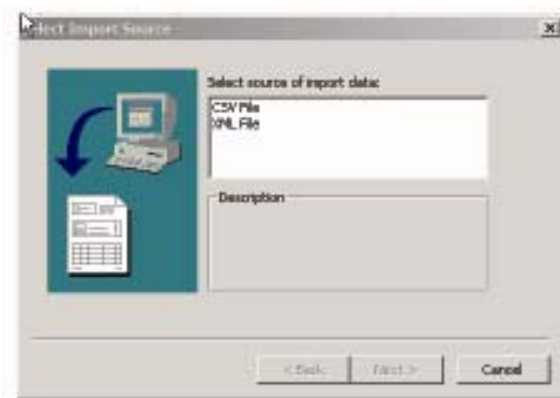 Select Import Source
Select source of import data:
CSV File
XML File
Description
< Back
Next >
Cancel